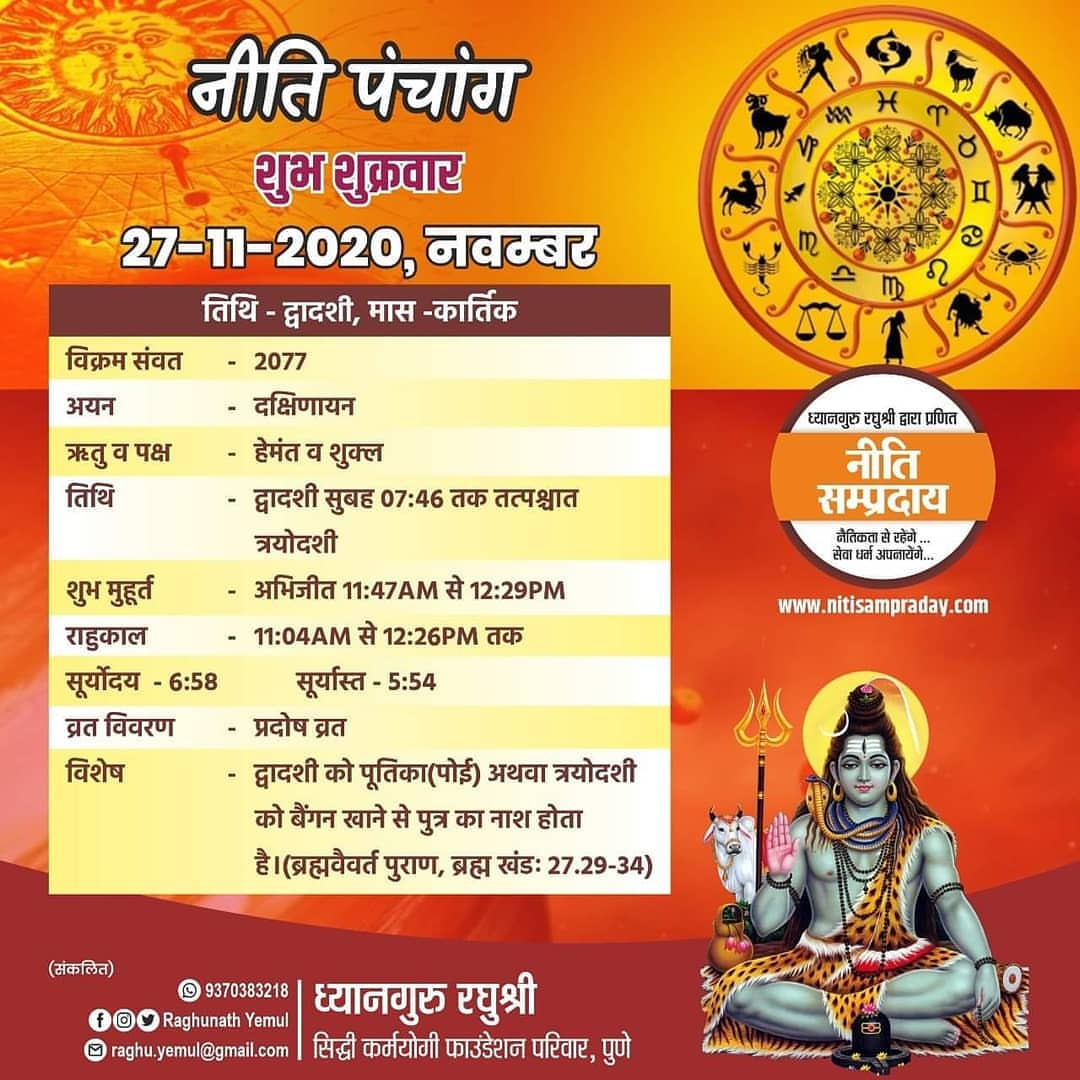 नीति पंचांग
शुभ शुक्रवार
27-11-2020, नवम्बर
तिथि - द्वादशी, मास -कार्तिक
विक्रम संवत - 2077
अयन - दक्षिणायन
ऋतु व पक्ष - हेमंत व शुक्ल
तिथि - द्वादशी सुबह 07:46 तक तत्पश्चात
त्रयोदशी
शुभ मुहूर्त - अभिजीत 11:47AM से 12:29PM
राहुकाल - 11:04AM से 12:26PM तक
सूर्योदय - 6:58 सूर्यास्त - 5:54
व्रत विवरण - प्रदोष व्रत
विशेष - द्वादशी को पूतिका(पोई) अथवा त्रयोदशी
को बैंगन खाने से पुत्र का नाश होता
है।(ब्रह्मवैवर्त पुराण, ब्रह्म खंडः 27.29-34)
ध्यानगुरु रघुश्री द्वारा प्रणित
नीति
सम्प्रदाय
नैतिकता से रहेंगे ...
सेवा धर्म अपनायेंगे...
www.nitisampraday.com
(संकलित)
9370383218
Raghunath Yemul
raghu.yemul@gmail.com
ध्यानगुरु रघुश्री
सिद्धी कर्मयोगी फाउंडेशन परिवार, पुणे